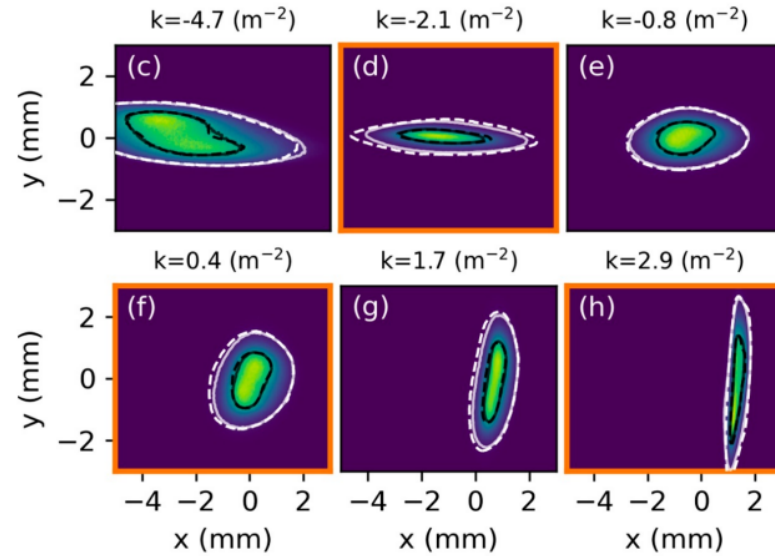 k=-4.7 (m⁻²) k=-2.1 (m⁻²) k=-0.8 (m⁻²)
(c) (d) (e)
2
0
−2
y (mm)
k=0.4 (m⁻²) k=1.7 (m⁻²) k=2.9 (m⁻²)
(f) (g) (h)
2
0
−2
y (mm)
−4 −2 0 2 −4 −2 0 2 −4 −2 0 2
x (mm) x (mm) x (mm)